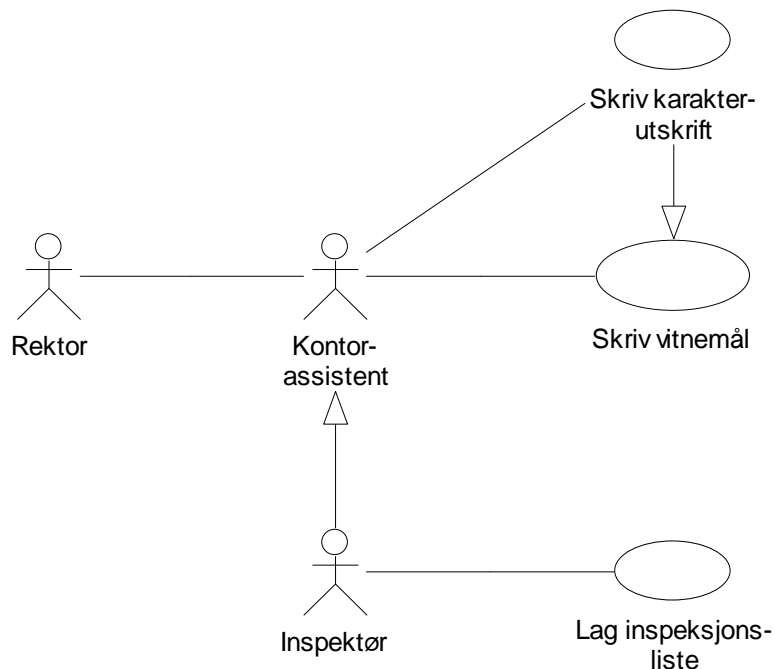 Skriv karakter-
utskrift
Rektor
Kontor-
assistent
Skriv vitnemål
Inspektør
Lag inspeksjons-
liste